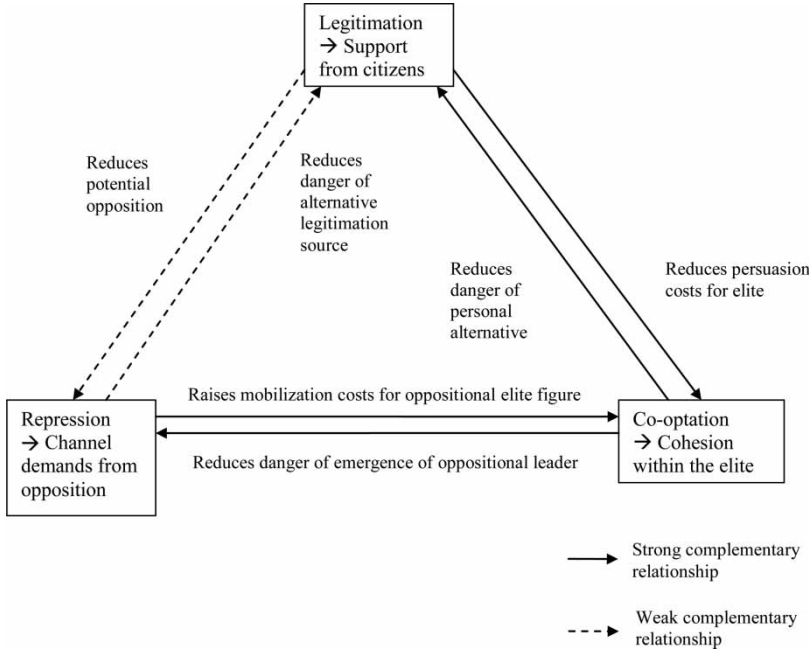 Legitimation
→ Support
from citizens
Reduces
potential
opposition
Reduces
danger of
alternative
legitimation
source
Reduces
danger of
personal
alternative
Reduces persuasion
costs for elite
Repression
→ Channel
demands from
opposition
Raises mobilization costs for oppositional elite figure
Reduces danger of emergence of oppositional leader
Co-optation
→ Cohesion
within the elite
Strong complementary
relationship
Weak complementary
relationship